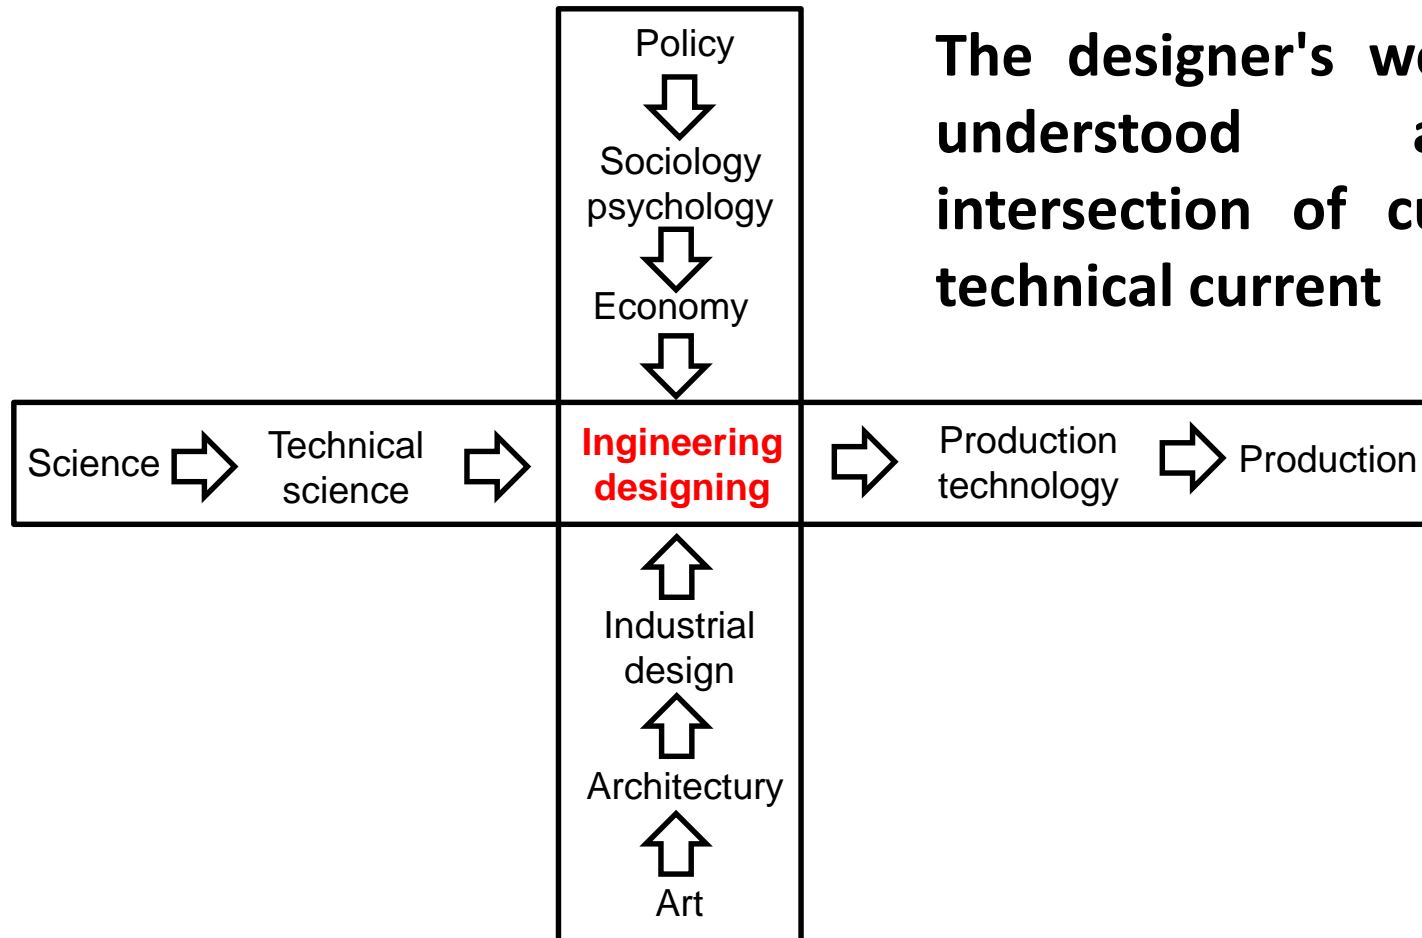 Policy
The designer's
understood
intersection of
technical current
Sociology
psychology
Economy
Science
Technical
science
Ingineering
designing
Production
technology
Production
Industrial
design
Architectury
Art